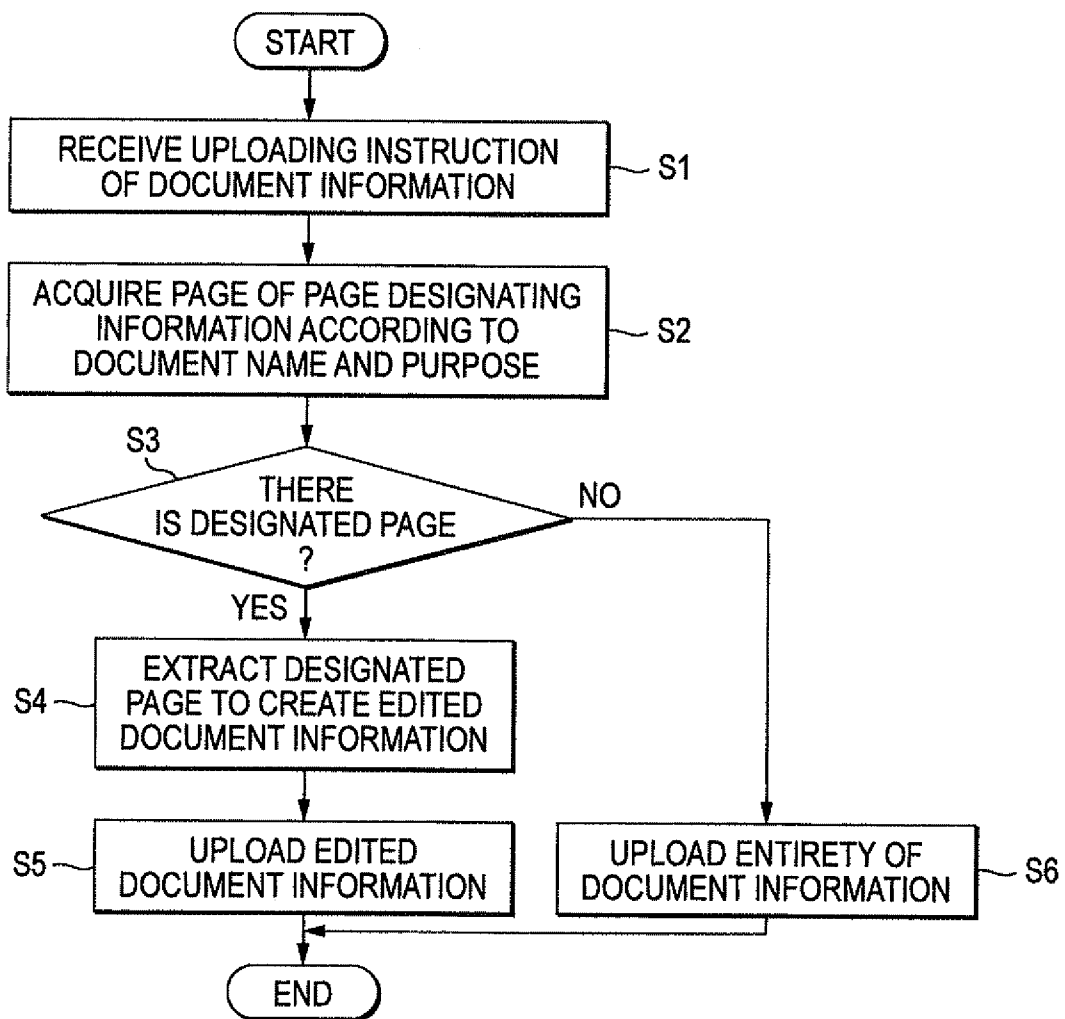 START
RECEIVE UPLOADING INSTRUCTION
OF DOCUMENT INFORMATION
S1
ACQUIRE PAGE OF PAGE DESIGNATING
INFORMATION ACCORDING TO
DOCUMENT NAME AND PURPOSE
S2
S3
THERE
IS DESIGNATED PAGE
?
NO
YES
EXTRACT DESIGNATED
PAGE TO CREATE EDITED
DOCUMENT INFORMATION
S4
UPLOAD EDITED
DOCUMENT INFORMATION
S5
UPLOAD ENTIRETY OF
DOCUMENT INFORMATION
S6
END